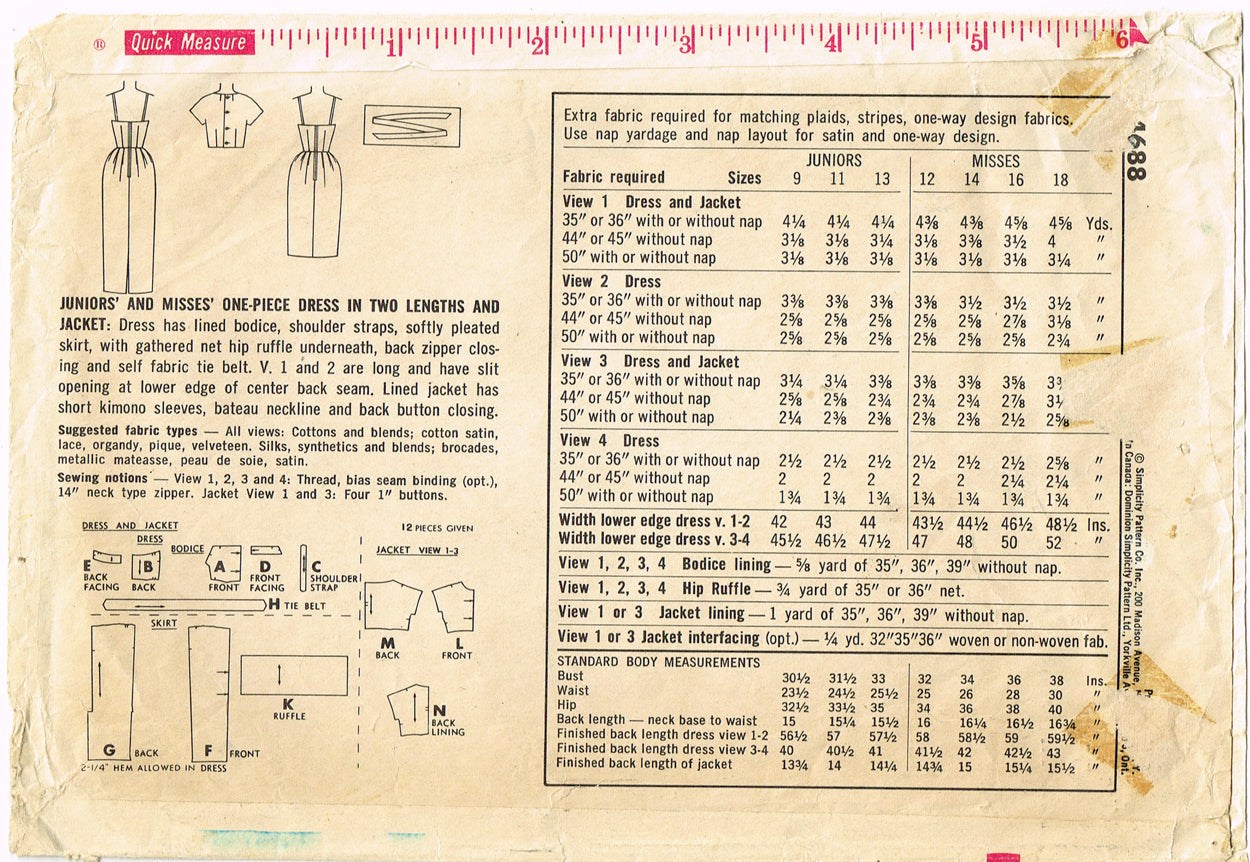 ® Quick Measure 1 2 3 4 5 6
JUNIORS' AND MISSES' ONE-PIECE DRESS IN TWO LENGTHS AND
JACKET: Dress has lined bodice, shoulder straps, softly pleated
skirt, with gathered net hip ruffle underneath, back zipper clos-
ing and self fabric tie belt. V. 1 and 2 are long and have slit
opening at lower edge of center back seam. Lined jacket has
short kimono sleeves, bateau neckline and back button closing.
Suggested fabric types — All views: Cottons and blends; cotton satin,
lace, organdy, pique, velveteen. Silks, synthetics and blends; brocades,
metallic mateasse, peau de soie, satin.
Sewing notions — View 1, 2, 3 and 4: Thread, bias seam binding (opt.),
14" neck type zipper. Jacket View 1 and 3: Four 1" buttons.
DRESS AND JACKET
12 PIECES GIVEN
DRESS
BODICE
E
BACK
FACING
B
BACK
A
FRONT
D
FRONT
FACING
C
SHOULDER
STRAP
H TIE BELT
SKIRT
G BACK
F FRONT
K
RUFFLE
2-1/4" HEM ALLOWED IN DRESS
JACKET VIEW 1-3
M
BACK
L
FRONT
N
BACK
LINING
Extra fabric required for matching plaids, stripes, one-way design fabrics.
Use nap yardage and nap layout for satin and one-way design.
JUNIORS MISSES
Fabric required Sizes 9 11 13 12 14 16 18
View 1 Dress and Jacket
35" or 36" with or without nap 4¼ 4¼ 4¼ 4⅜ 4⅜ 4⅝ 4⅝ Yds.
44" or 45" without nap 3⅛ 3⅛ 3¼ 3⅛ 3⅜ 3½ 4 "
50" with or without nap 3⅛ 3⅛ 3⅛ 3⅛ 3⅛ 3⅛ 3¼ "
View 2 Dress
35" or 36" with or without nap 3⅜ 3⅜ 3⅜ 3⅜ 3½ 3½ 3½ "
44" or 45" without nap 2⅝ 2⅝ 2⅝ 2⅝ 2⅝ 2⅞ 3⅛ "
50" with or without nap 2⅝ 2⅝ 2⅝ 2⅝ 2⅝ 2⅝ 2¾ "
View 3 Dress and Jacket
35" or 36" with or without nap 3¼ 3¼ 3⅜ 3⅜ 3⅜ 3⅝
44" or 45" without nap 2⅝ 2⅝ 2¾ 2¾ 2¾ 2⅞
50" with or without nap 2¼ 2⅜ 2⅜ 2⅜ 2⅜ 2½ 2⅝
View 4 Dress
35" or 36" with or without nap 2½ 2½ 2½ 2½ 2½ 2½ 2⅝ "
44" or 45" without nap 2 2 2 2 2 2¼ 2¼ "
50" with or without nap 1¾ 1¾ 1¾ 1¾ 1¾ 1¾ 1¾ "
Width lower edge dress v. 1-2 42 43 44 43½ 44½ 46½ 48½ Ins.
Width lower edge dress v. 3-4 45½ 46½ 47½ 47 48 50 52 "
View 1, 2, 3, 4 Bodice lining — ⅝ yard of 35", 36", 39" without nap.
View 1, 2, 3, 4 Hip Ruffle — ¾ yard of 35" or 36" net.
View 1 or 3 Jacket lining — 1 yard of 35", 36", 39" without nap.
View 1 or 3 Jacket interfacing (opt.) — ¼ yd. 32"35"36" woven or non-woven fab.
STANDARD BODY MEASUREMENTS
Bust 30½ 31½ 33 32 34 36 38 Ins.
Waist 23½ 24½ 25½ 25 26 28 30 "
Hip 32½ 33½ 35 34 36 38 40 "
Back length — neck base to waist 15 15¼ 15½ 16 16¼ 16½ 16¾ "
Finished back length dress view 1-2 56½ 57 57½ 58 58½ 59 59½ "
Finished back length dress view 3-4 40 40½ 41 41½ 42 42½ 43 "
Finished back length of jacket 13¾ 14 14¼ 14¾ 15 15¼ 15½ "
4688
© Simplicity Pattern Co. Inc., 200 Madison Avenue,
In Canada: Dominion Simplicity Pattern Ltd., Yorkville Ont.